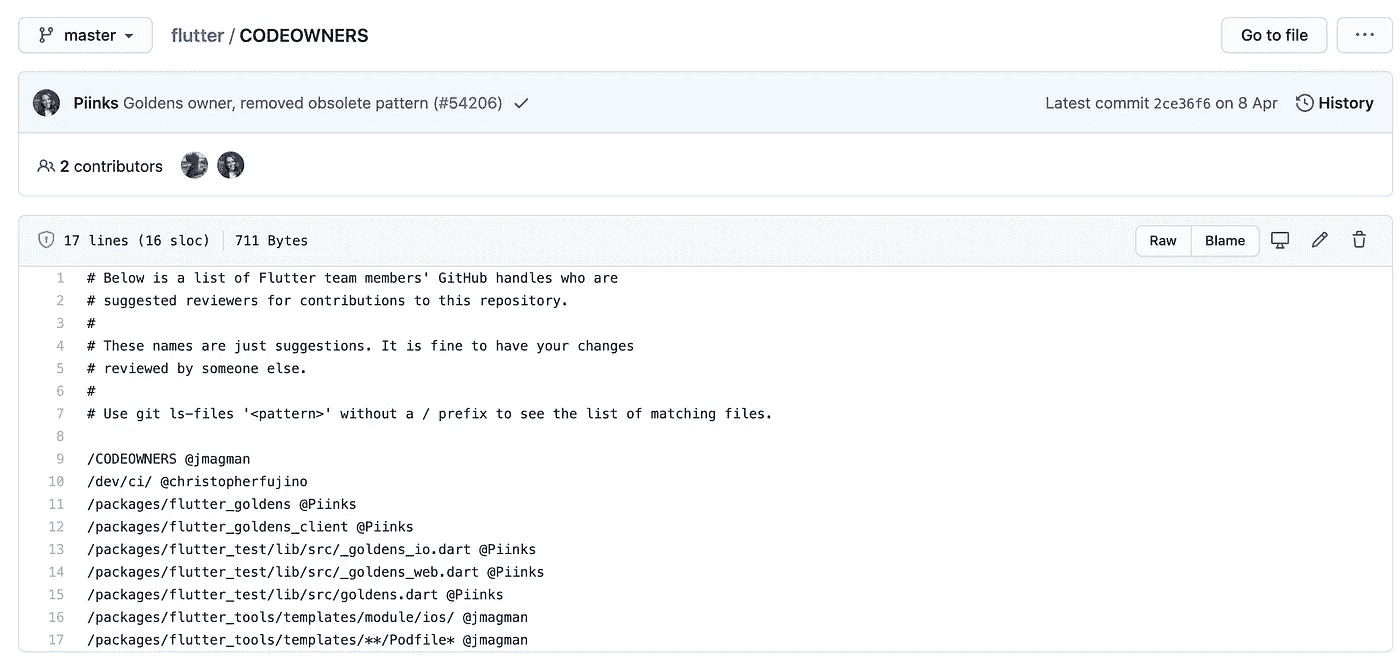 master flutter / CODEOWNERS Go to file ...
Piinks Goldens owner, removed obsolete pattern (#54206) Latest commit 2ce36f6 on 8 Apr History
2 contributors
17 lines (16 sloc) 711 Bytes Raw Blame
1 # Below is a list of Flutter team members' GitHub handles who are
2 # suggested reviewers for contributions to this repository.
3 #
4 # These names are just suggestions. It is fine to have your changes
5 # reviewed by someone else.
6 #
7 # Use git ls-files '<pattern>' without a / prefix to see the list of matching files.
8
9 /CODEOWNERS @jmagman
10 /dev/ci/ @christopherfujino
11 /packages/flutter_goldens @Piinks
12 /packages/flutter_goldens_client @Piinks
13 /packages/flutter_test/lib/src/_goldens_io.dart @Piinks
14 /packages/flutter_test/lib/src/_goldens_web.dart @Piinks
15 /packages/flutter_test/lib/src/goldens.dart @Piinks
16 /packages/flutter_tools/templates/module/ios/ @jmagman
17 /packages/flutter_tools/templates/**/Podfile* @jmagman